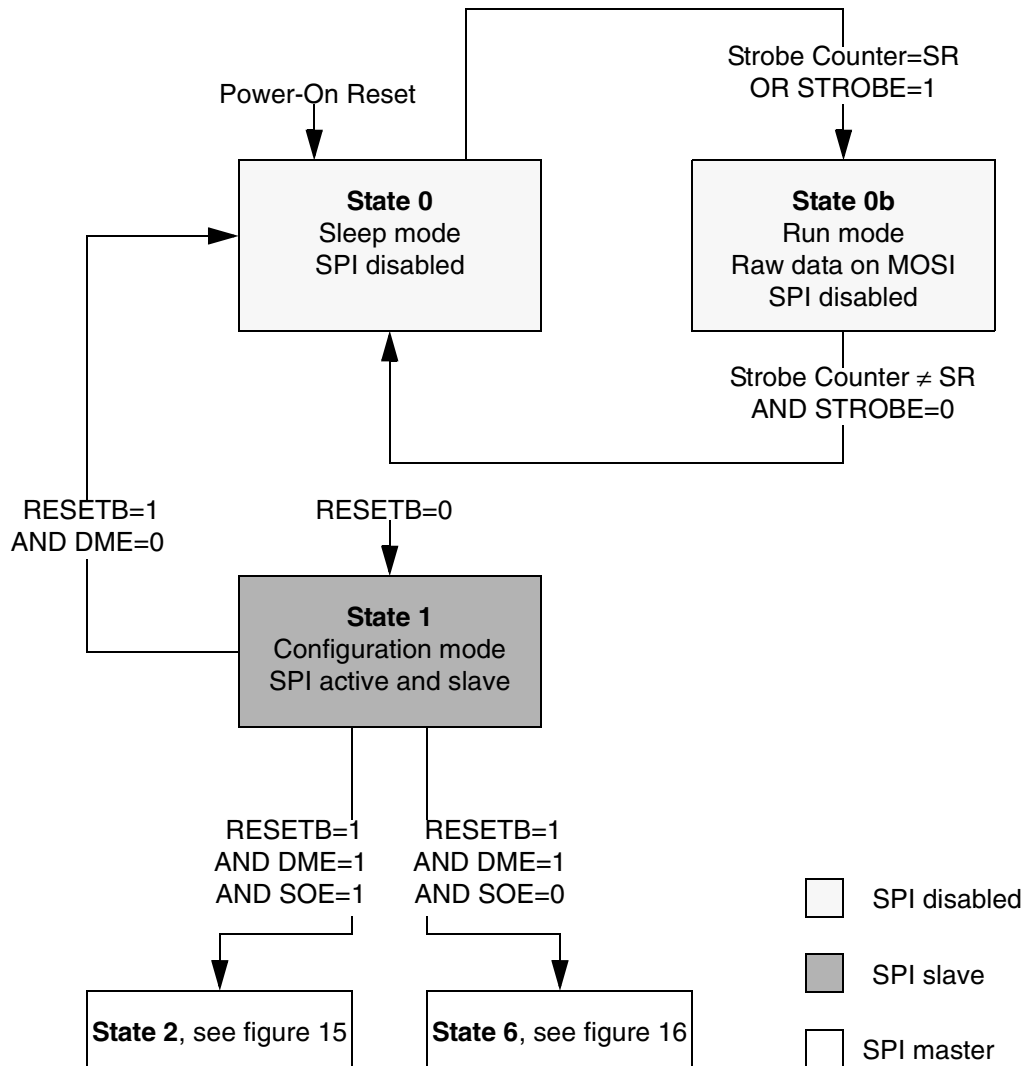 Strobe Counter=SR
OR STROBE=1
Power-On Reset
State 0
Sleep mode
SPI disabled
State 0b
Run mode
Raw data on MOSI
SPI disabled
Strobe Counter ≠ SR
AND STROBE=0
RESETB=1
AND DME=0
RESETB=0
State 1
Configuration mode
SPI active and slave
RESETB=1
AND DME=1
AND SOE=1
RESETB=1
AND DME=1
AND SOE=0
State 2, see figure 15
State 6, see figure 16
SPI disabled
SPI slave
SPI master